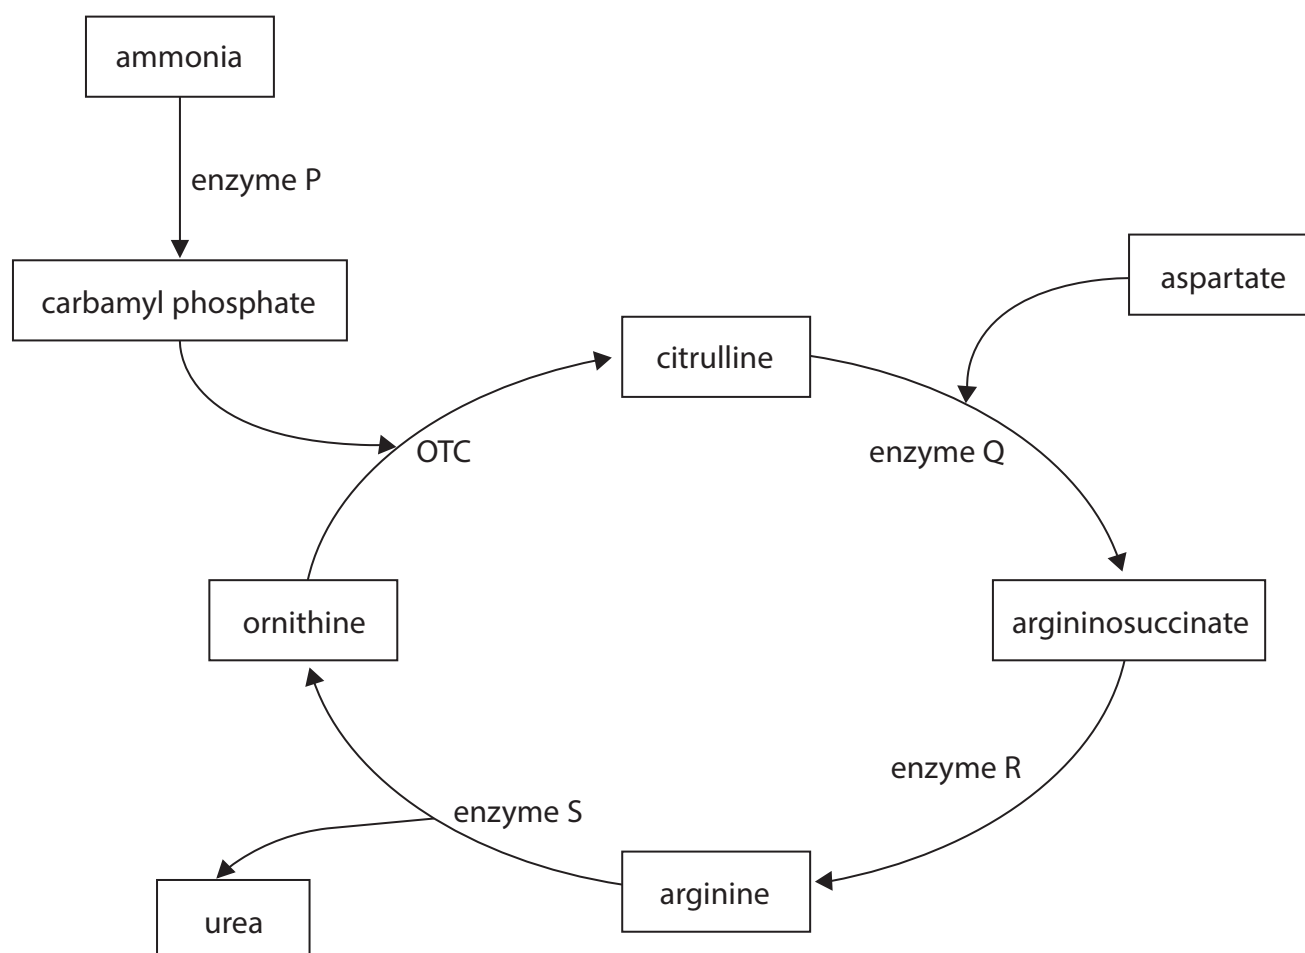 ammonia
enzyme P
carbamyl phosphate
aspartate
citrulline
OTC
enzyme Q
ornithine
argininosuccinate
enzyme R
enzyme S
arginine
urea